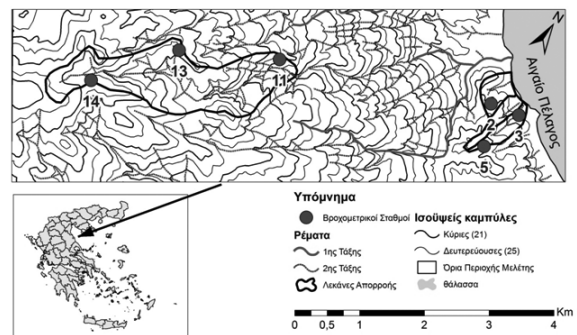 N
Αιγαίο Πέλαγος
13
11
14
2
3
5
Υπόμνημα
Βροχομετρικοί Σταθμοί
Ρέματα
1ης Τάξης
2ης Τάξης
Λεκάνες Απορροής
Ισοϋψείς καμπύλες
Κύριες (21)
Δευτερεύουσες (25)
Όρια Περιοχής Μελέτης
θάλασσα
Km
0 0,5 1 2 3 4